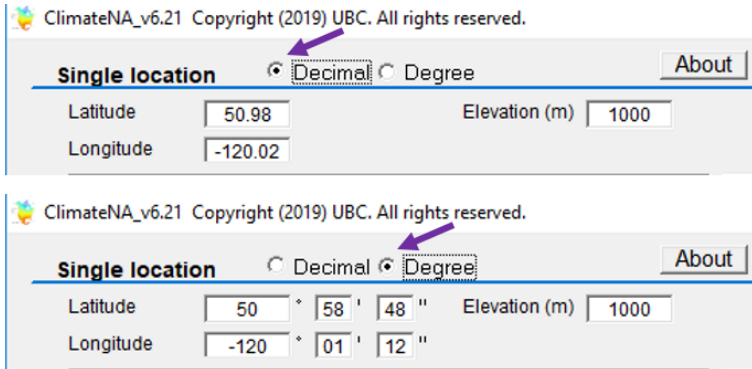 ClimateNA_v6.21 Copyright (2019) UBC. All rights reserved.
Single location Decimal Degree About
Latitude 50.98 Elevation (m) 1000
Longitude -120.02
ClimateNA_v6.21 Copyright (2019) UBC. All rights reserved.
Single location Decimal Degree About
Latitude 50 ° 58 ' 48 " Elevation (m) 1000
Longitude -120 ° 01 ' 12 "